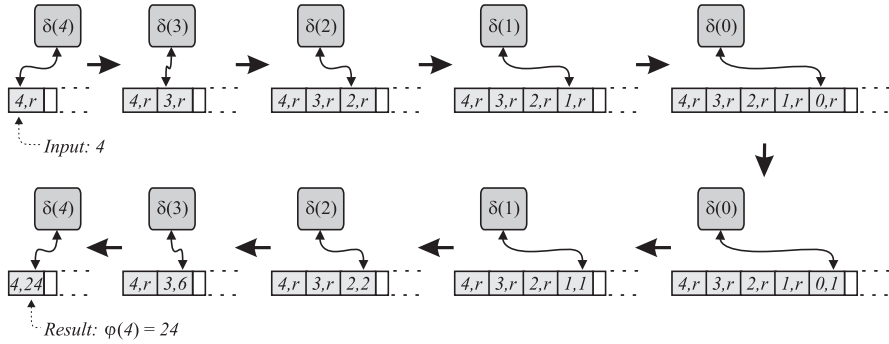 δ(4) δ(3) δ(2) δ(1) δ(0)
4,r 3,r 4,r 3,r 2,r 4,r 3,r 2,r 1,r 4,r 3,r 2,r 1,r 0,r
4,r
Input: 4
δ(4) δ(3) δ(2) δ(1) δ(0)
4,24 4,r 3,6 4,r 3,r 2,2 4,r 3,r 2,r 1,1 4,r 3,r 2,r 1,r 0,1
Result: φ(4) = 24